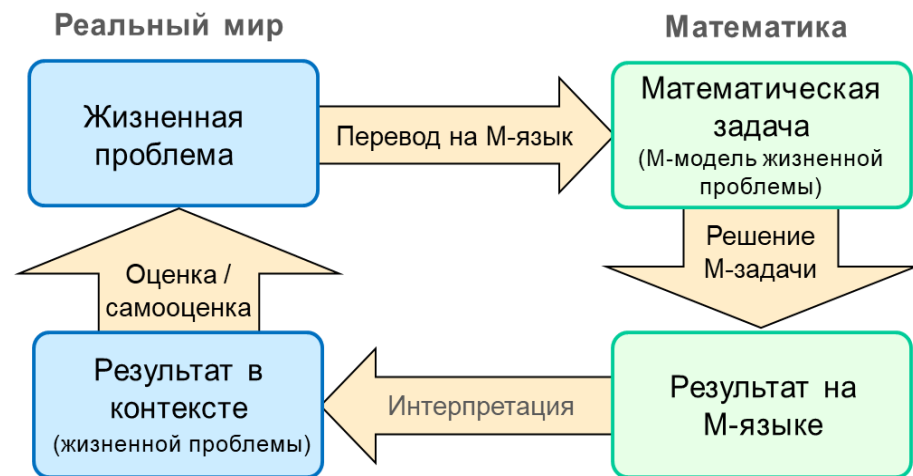 Реальный мир
Математика
Жизненная
проблема
Перевод на М-язык
Математическая
задача
(М-модель жизненной
проблемы)
Оценка /
самооценка
Решение
М-задачи
Результат в
контексте
(жизненной проблемы)
Интерпретация
Результат на
М-языке